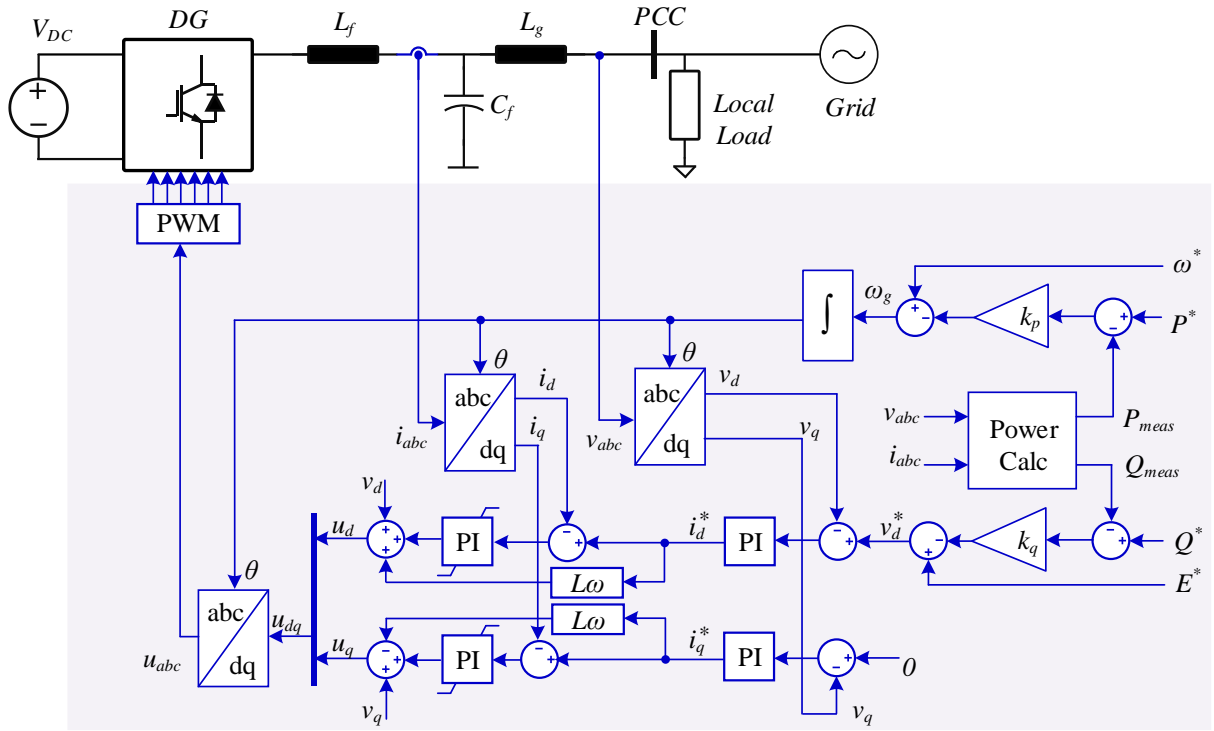 V_DC
DG
L_f
L_g
PCC
C_f
Local
Load
Grid
PWM
ω*
ω_g
∫
k_p
P*
θ
θ
θ
abc
dq
i_d
i_q
i_abc
abc
dq
v_d
v_q
v_abc
v_abc
i_abc
Power
Calc
P_meas
Q_meas
v_d
u_d
PI
i_d*
PI
v_d*
k_q
Q*
E*
Lω
Lω
abc
dq
u_dq
u_abc
u_q
PI
i_q*
PI
0
v_q
v_q